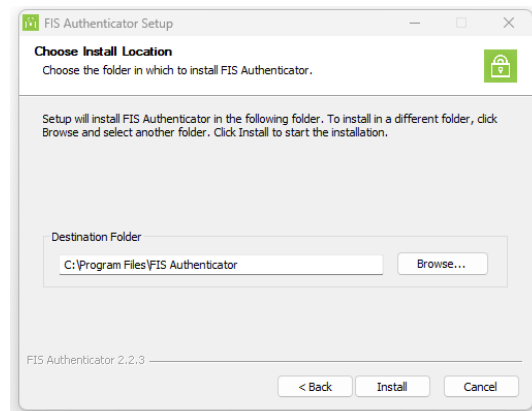 FIS Authenticator Setup
Choose Install Location
Choose the folder in which to install FIS Authenticator.
Setup will install FIS Authenticator in the following folder. To install in a different folder, click
Browse and select another folder. Click Install to start the installation.
Destination Folder
C:\Program Files\FIS Authenticator
Browse...
FIS Authenticator 2.2.3
< Back
Install
Cancel